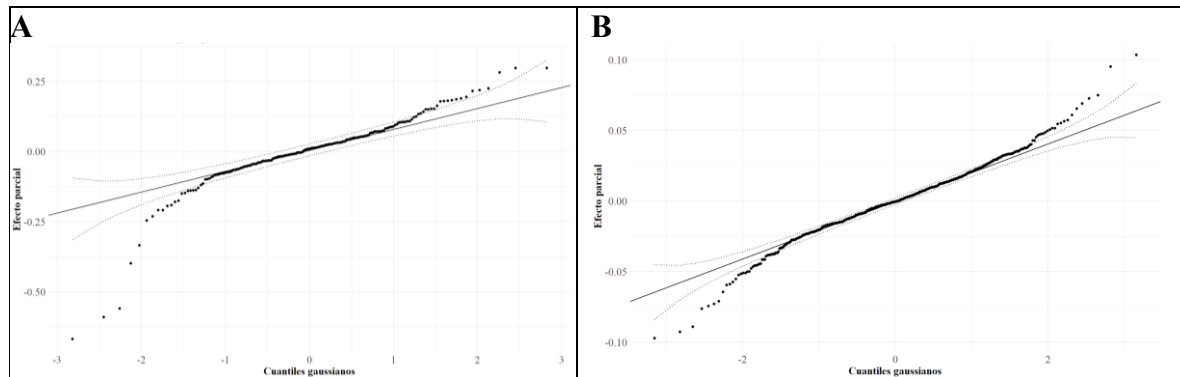 A
0.25
0.00
-0.25
-0.50
Efecto parcial
-3 -2 -1 0 1 2 3
Cuantiles gaussianos
B
0.10
0.05
0.00
-0.05
-0.10
Efecto parcial
-2 0 2
Cuantiles gaussianos